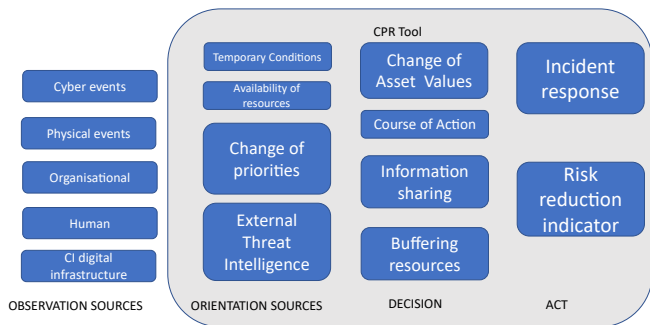 CPR Tool
Cyber events
Physical events
Organisational
Human
CI digital
infrastructure
OBSERVATION SOURCES
Temporary Conditions
Availability of
resources
Change of
priorities
External
Threat
Intelligence
ORIENTATION SOURCES
Change of
Asset Values
Course of Action
Information
sharing
Buffering
resources
DECISION
Incident
response
Risk
reduction
indicator
ACT